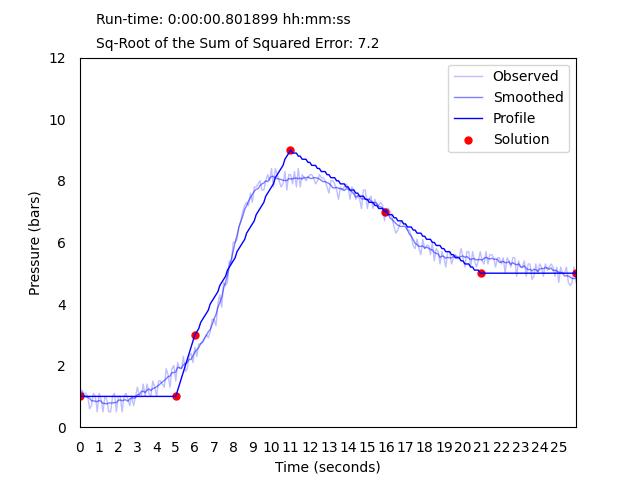 Run-time: 0:00:00.801899 hh:mm:ss
Sq-Root of the Sum of Squared Error: 7.2
12
10
8
6
4
2
0
Pressure (bars)
Observed
Smoothed
Profile
Solution
0 1 2 3 4 5 6 7 8 9 10 11 12 13 14 15 16 17 18 19 20 21 22 23 24 25
Time (seconds)